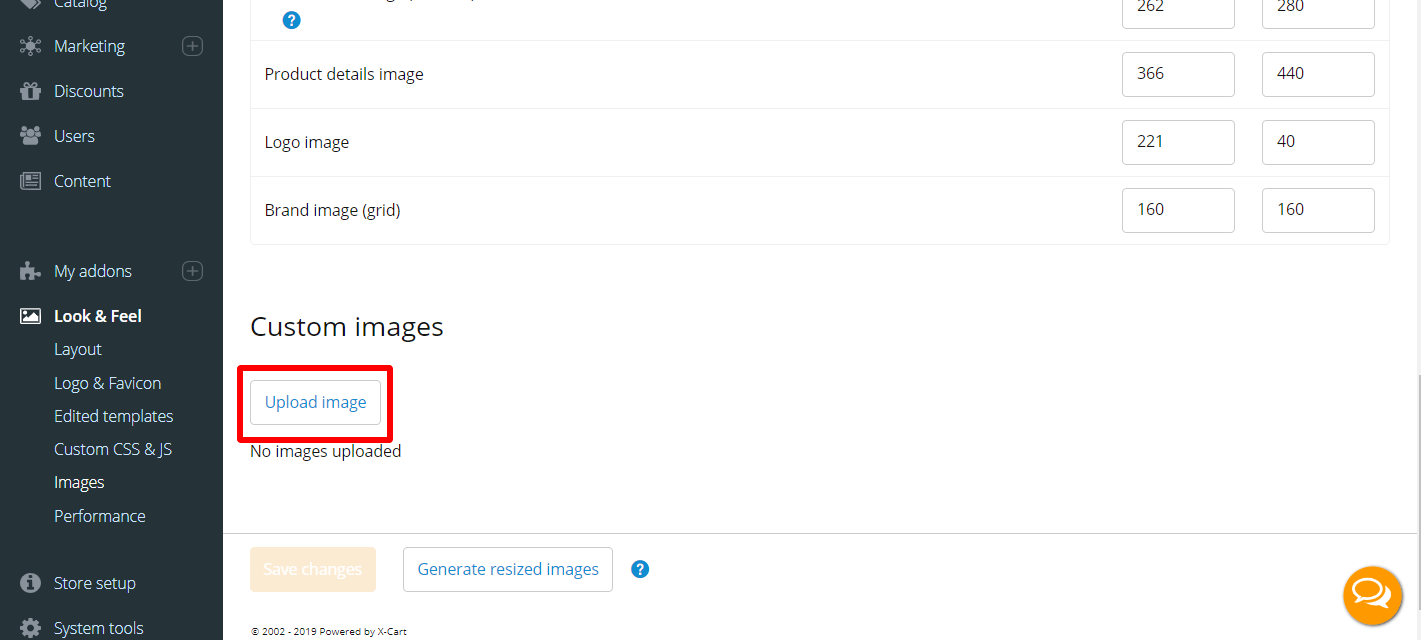 Catalog
Marketing
Discounts
Users
Content
My addons
Look & Feel
Layout
Logo & Favicon
Edited templates
Custom CSS & JS
Images
Performance
Store setup
System tools
262 280
Product details image 366 440
Logo image 221 40
Brand image (grid) 160 160
Custom images
Upload image
No images uploaded
Save changes Generate resized images ?
© 2002 - 2019 Powered by X-Cart